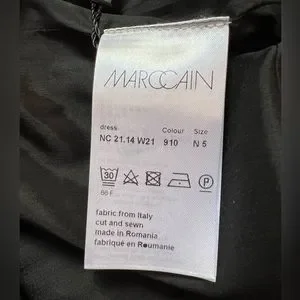 MARCCAIN
dress Colour Size
NC 21.14 W21 910 N 5
30 P
fabric from Italy
cut and sewn
made in Romania
fabriqué en Roumanie